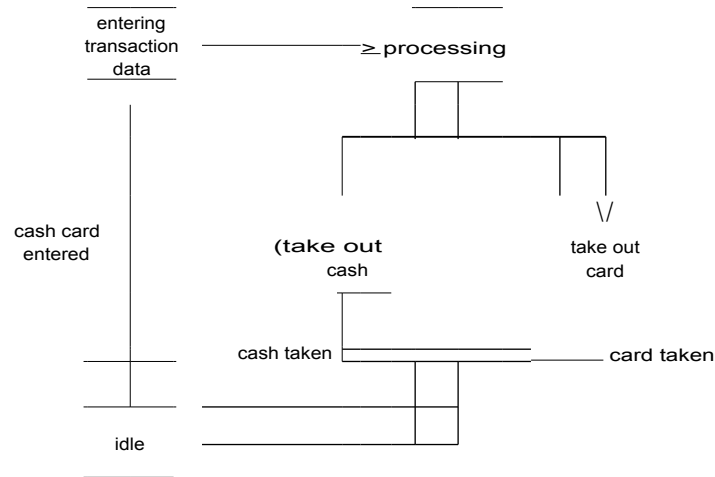 entering
transaction
data
≥ processing
cash card
entered
(take out
cash
take out
card
cash taken
card taken
idle